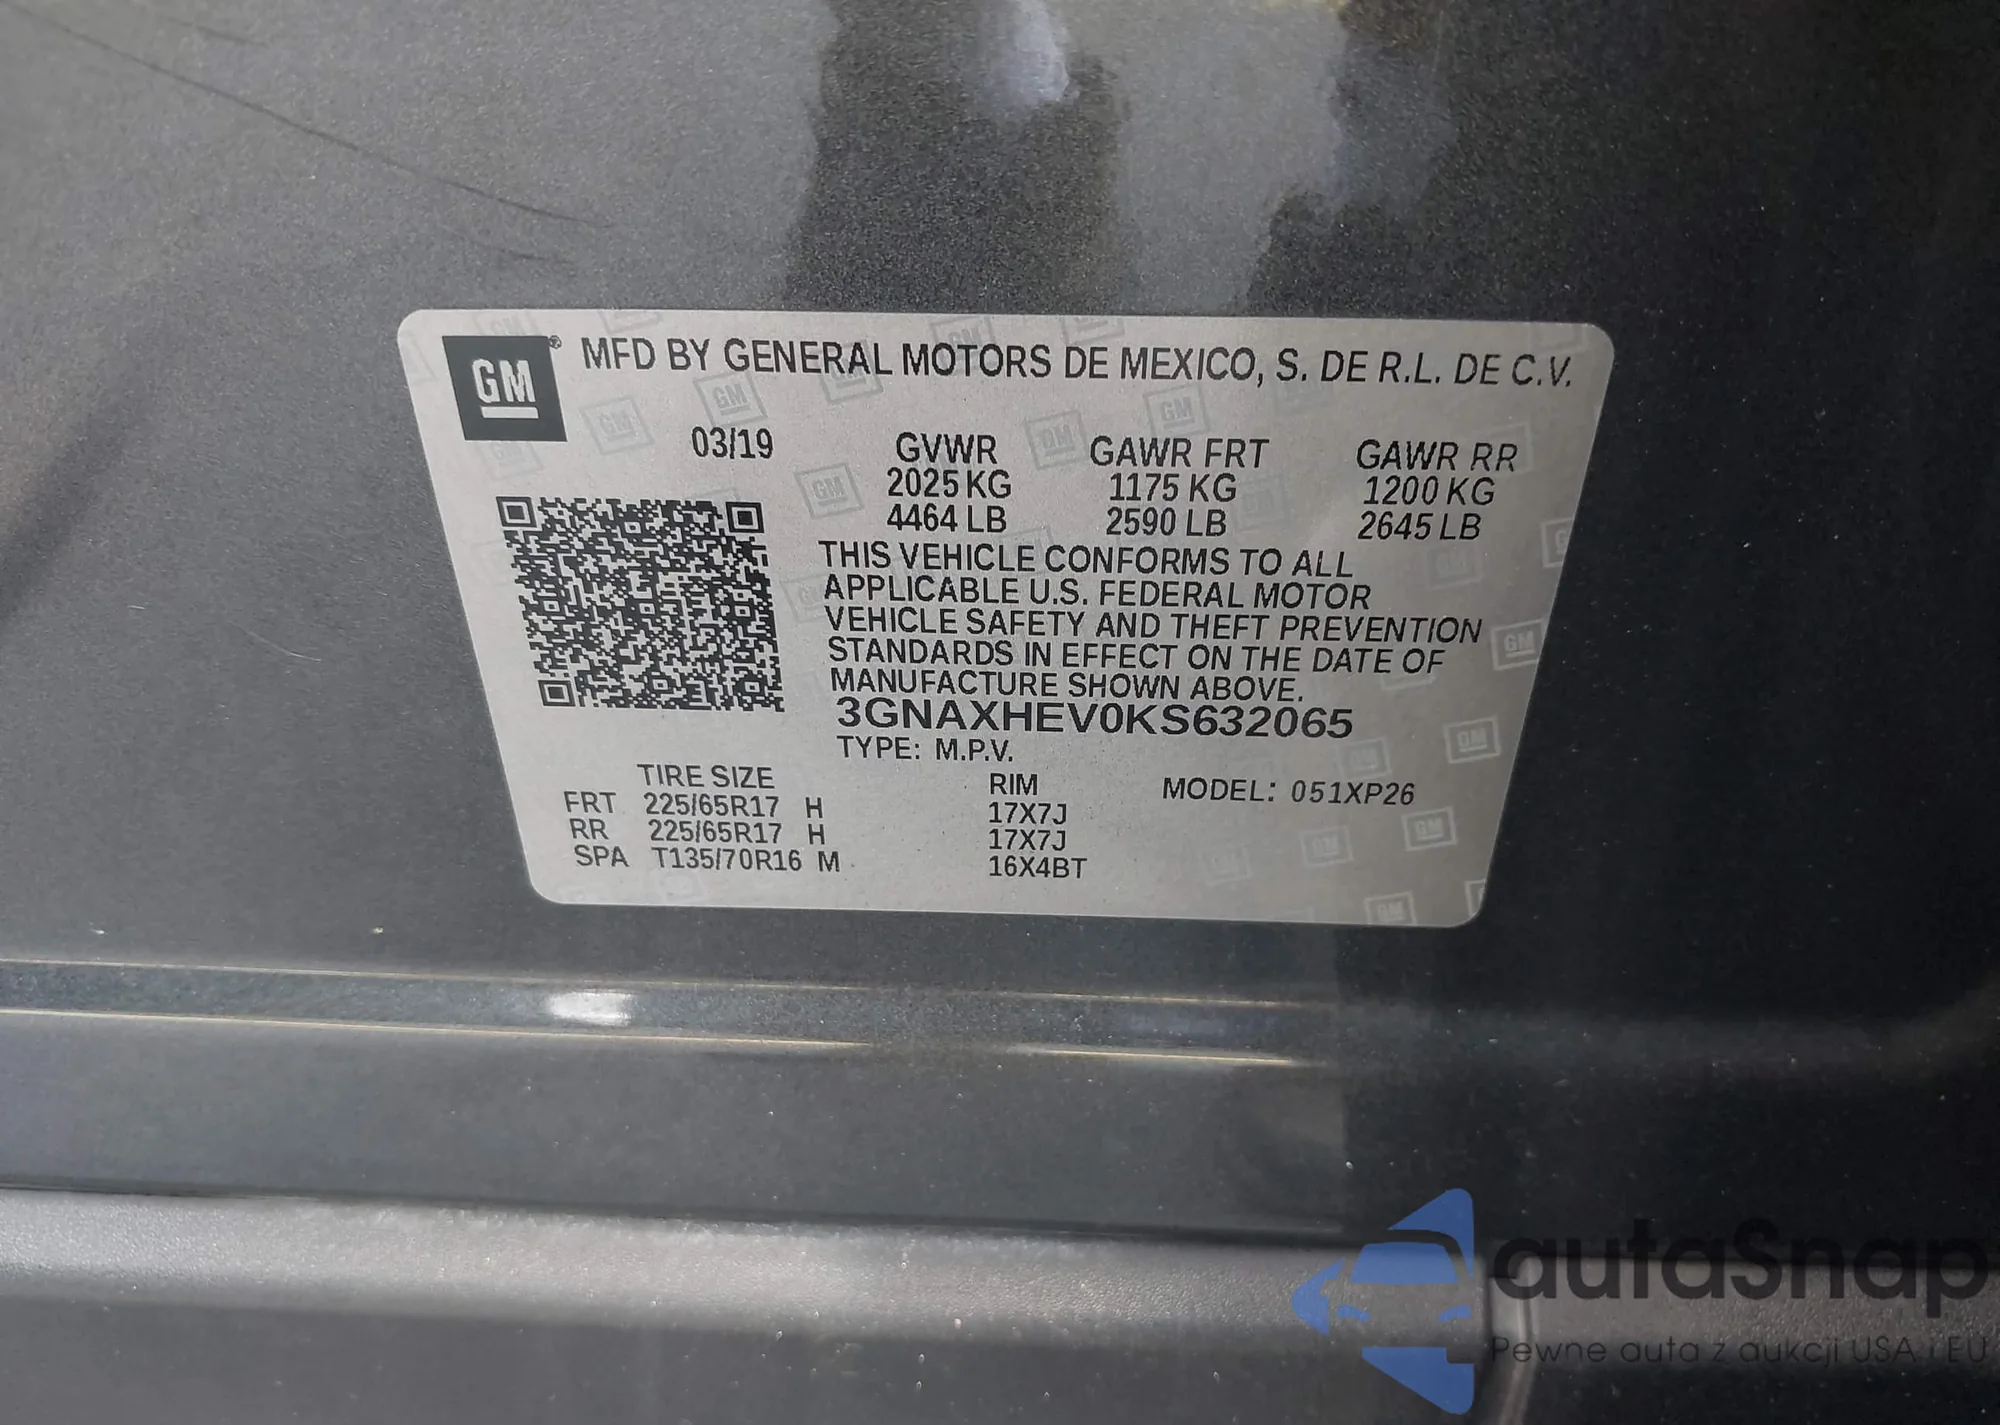 GM® MFD BY GENERAL MOTORS DE MEXICO, S. DE R.L. DE C.V.
03/19 GVWR GAWR FRT GAWR RR
2025 KG 1175 KG 1200 KG
4464 LB 2590 LB 2645 LB
THIS VEHICLE CONFORMS TO ALL
APPLICABLE U.S. FEDERAL MOTOR
VEHICLE SAFETY AND THEFT PREVENTION
STANDARDS IN EFFECT ON THE DATE OF
MANUFACTURE SHOWN ABOVE.
3GNAXHEV0KS632065
TYPE: M.P.V.
TIRE SIZE RIM MODEL: 051XP26
FRT 225/65R17 H 17X7J
RR 225/65R17 H 17X7J
SPA T135/70R16 M 16X4BT
autaSnap
Pewne auta z aukcji USA i EU